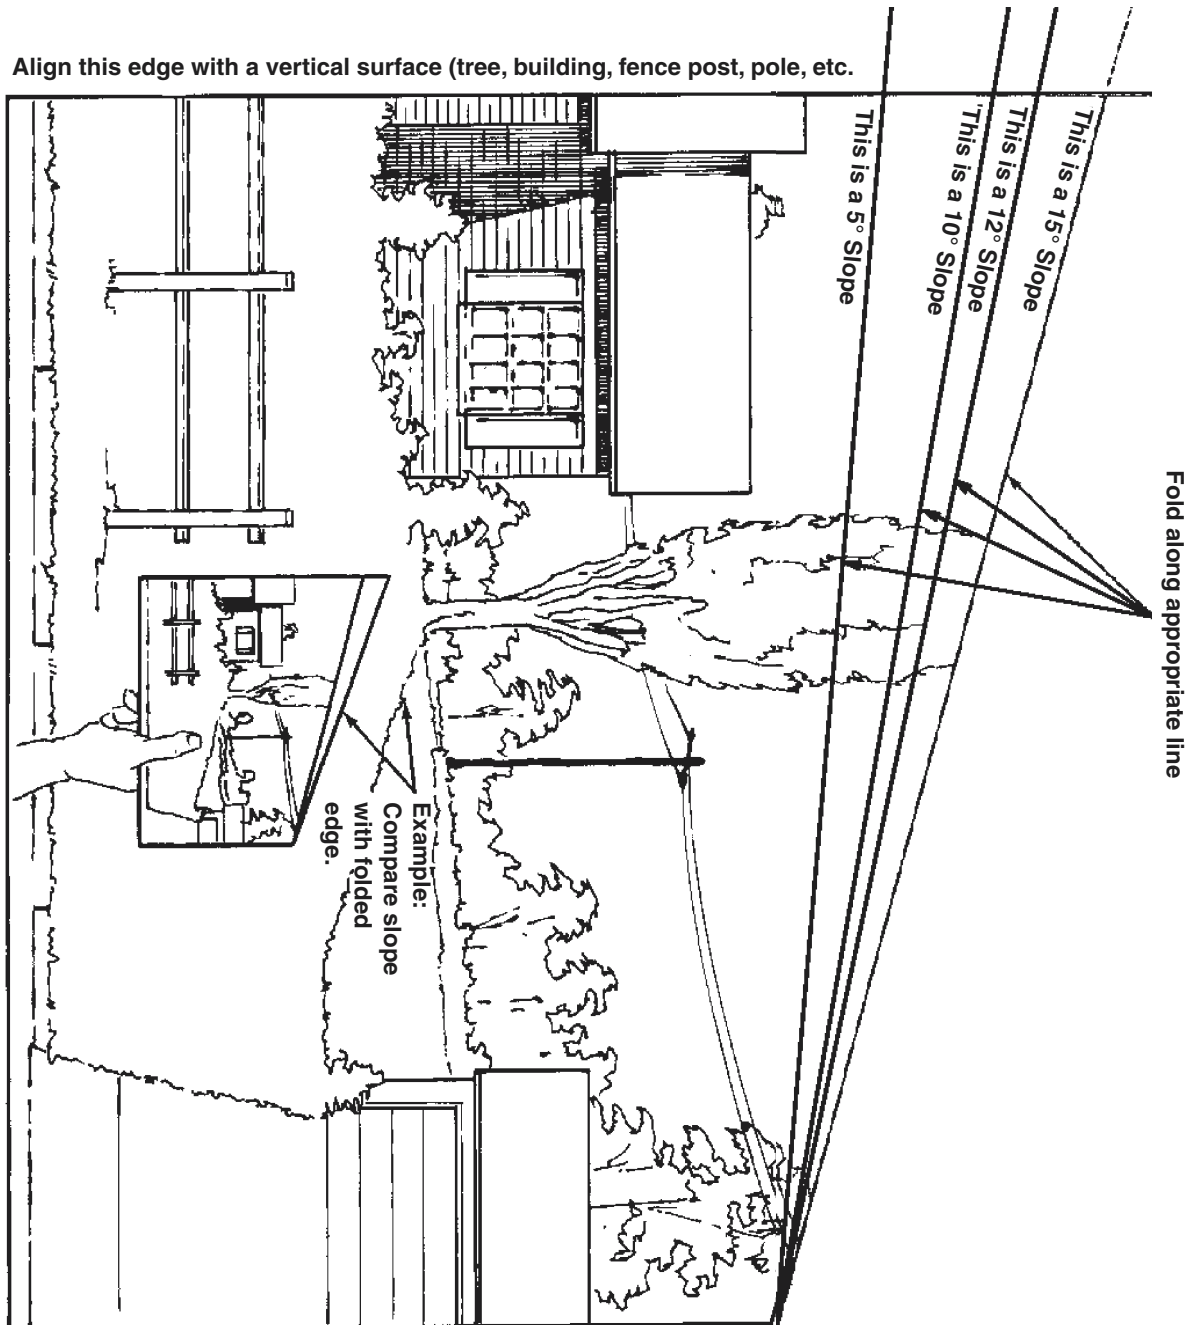 Align this edge with a vertical surface (tree, building, fence post, pole, etc.
This is a 5° Slope
This is a 10° Slope
This is a 12° Slope
This is a 15° Slope
Fold along appropriate line
Example:
Compare slope
with folded
edge.